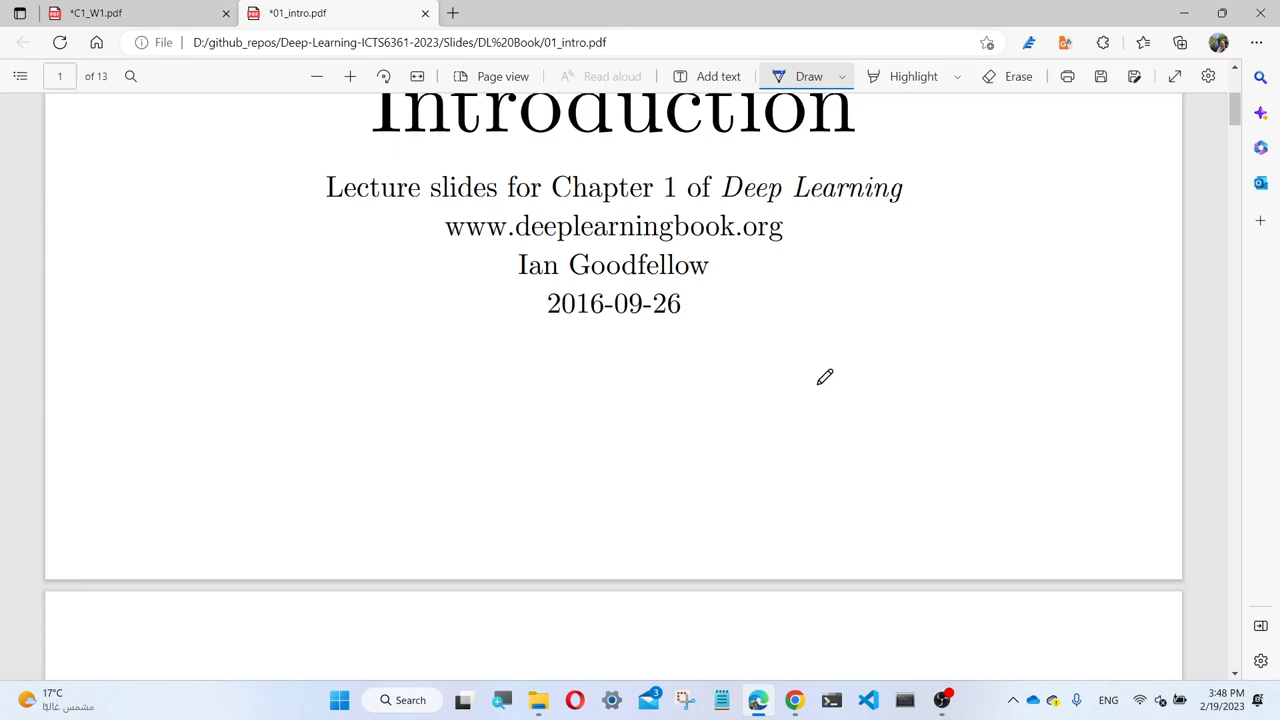 *C1_W1.pdf
*01_intro.pdf
File D:/github_repos/Deep-Learning-ICTS6361-2023/Slides/DL%20Book/01_intro.pdf
1 of 13 Page view Read aloud Add text Draw Highlight Erase
Introduction
Lecture slides for Chapter 1 of Deep Learning
www.deeplearningbook.org
Ian Goodfellow
2016-09-26
17°C
مشمس غالبًا
Search
3
ENG
3:48 PM
2/19/2023